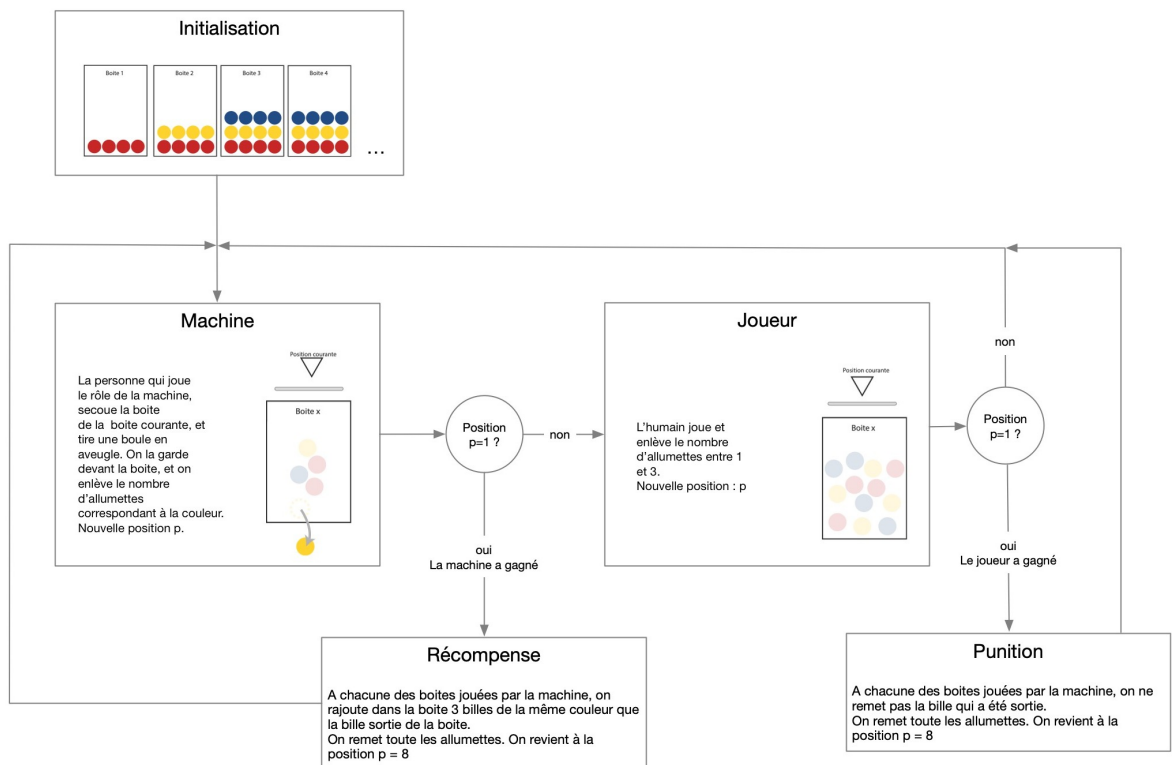 Initialisation
Boite 1
Boite 2
Boite 3
Boite 4
...
Machine
La personne qui joue
le rôle de la machine,
secoue la boite
de la  boite courante, et
tire une boule en
aveugle. On la garde
devant la boite, et on
enlève le nombre
d'allumettes
correspondant à la couleur.
Nouvelle position p.
Position courante
Boite x
Position
p=1 ?
non
oui
La machine a gagné
Joueur
L'humain joue et
enlève le nombre
d'allumettes entre 1
et 3.
Nouvelle position : p
Position courante
Boite x
Position
p=1 ?
non
oui
Le joueur a gagné
Récompense
A chacune des boites jouées par la machine, on
rajoute dans la boite 3 billes de la même couleur que
la bille sortie de la boite.
On remet toute les allumettes. On revient à la
position p = 8
Punition
A chacune des boites jouées par la machine, on ne
remet pas la bille qui a été sortie.
On remet toute les allumettes. On revient à la
position p = 8